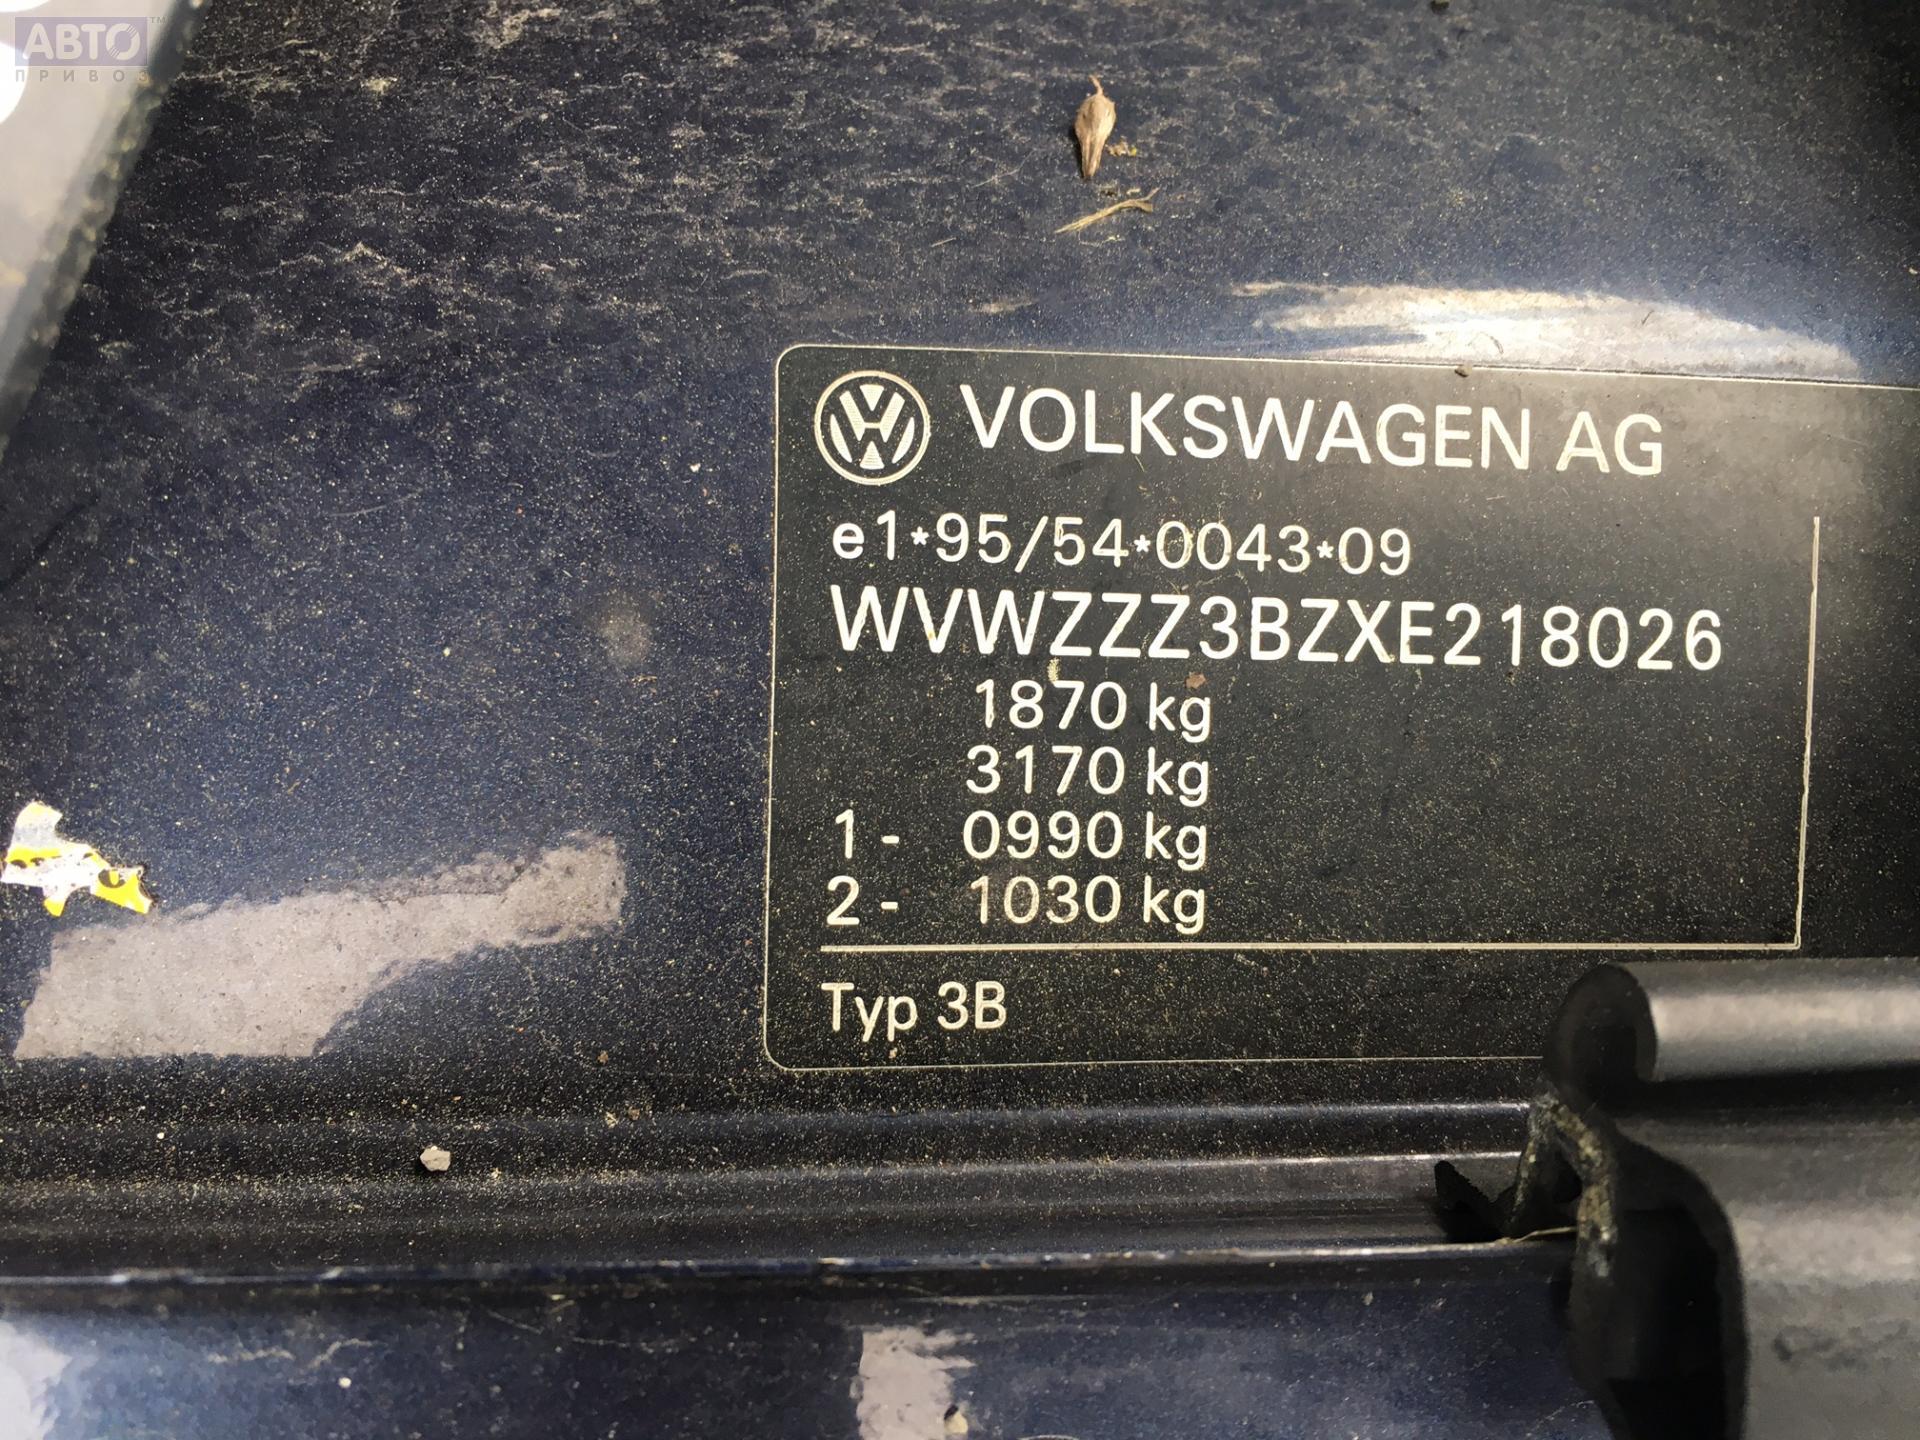 АВТО™
ПРИВОЗ
VOLKSWAGEN AG
e1*95/54*0043*09
WVWZZZ3BZXE218026
1870 kg
3170 kg
1- 0990 kg
2- 1030 kg
Typ 3B